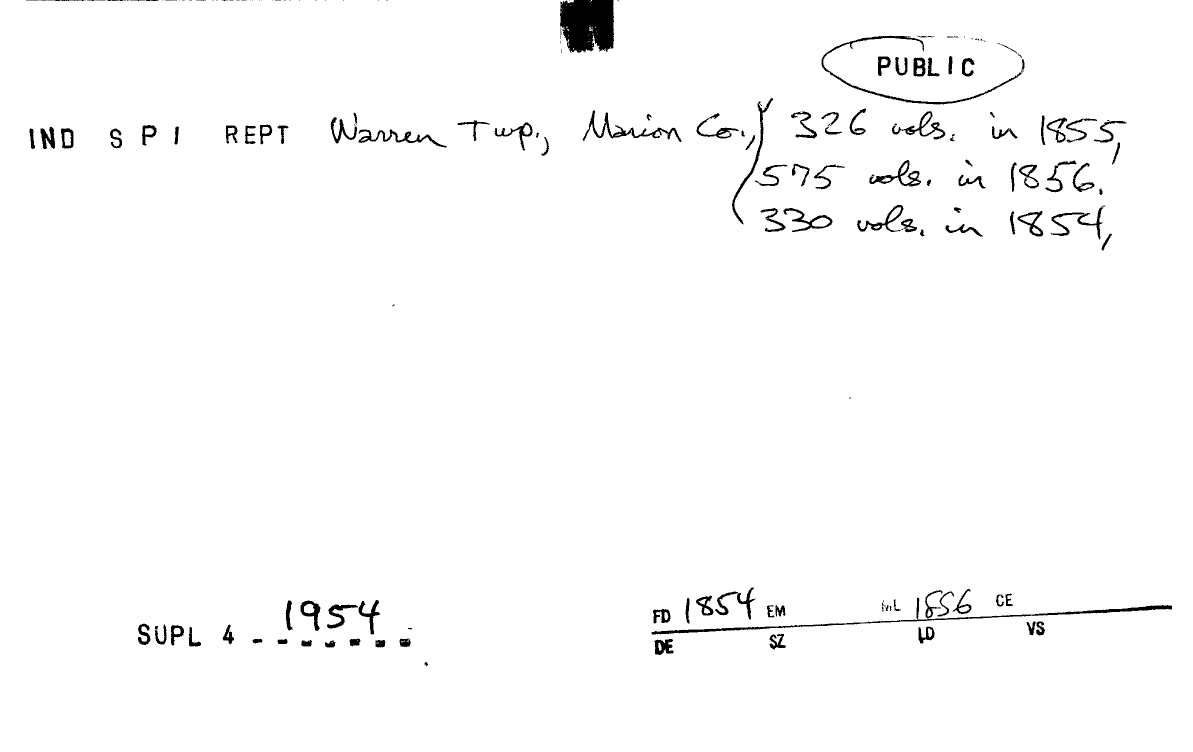 PUBLIC
IND S P I REPT Warren Twp., Marion Co., 326 vols. in 1855,
575 vols. in 1856.
330 vols. in 1854,
SUPL 4 - 1954
FD 1854 EM ML 1856 CE
DE SZ LD VS